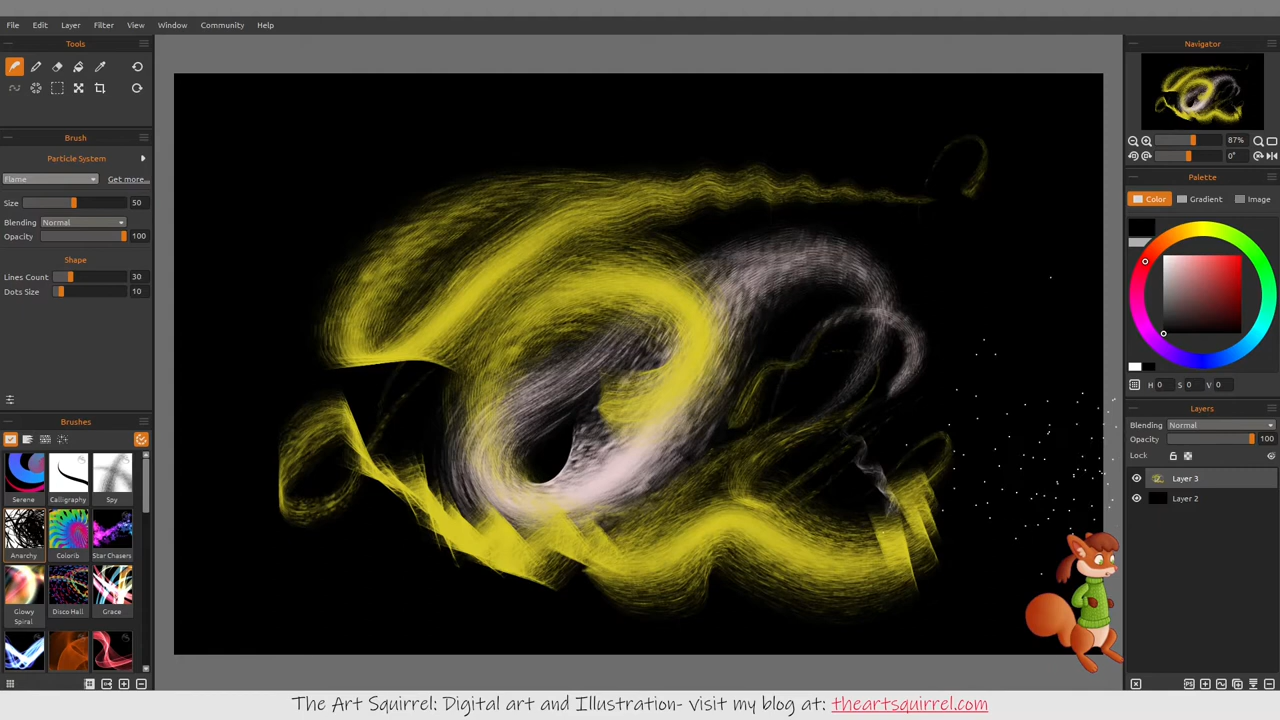 File Edit Layer Filter View Window Community Help
Tools
Brush
Particle System
Flame Get more...
Size 50
Blending Normal
Opacity 100
Shape
Lines Count 30
Dots Size 10
Brushes
Serene Calligraphy Spy
Anarchy Colorib Star Chasers
Glowy Spiral Disco Hall Grace
Navigator
87%
0°
Palette
Color Gradient Image
H 0 S 0 V 0
Layers
Blending Normal
Opacity 100
Lock
Layer 3
Layer 2
PS
The Art Squirrel: Digital art and Illustration- visit my blog at: theartsquirrel.com